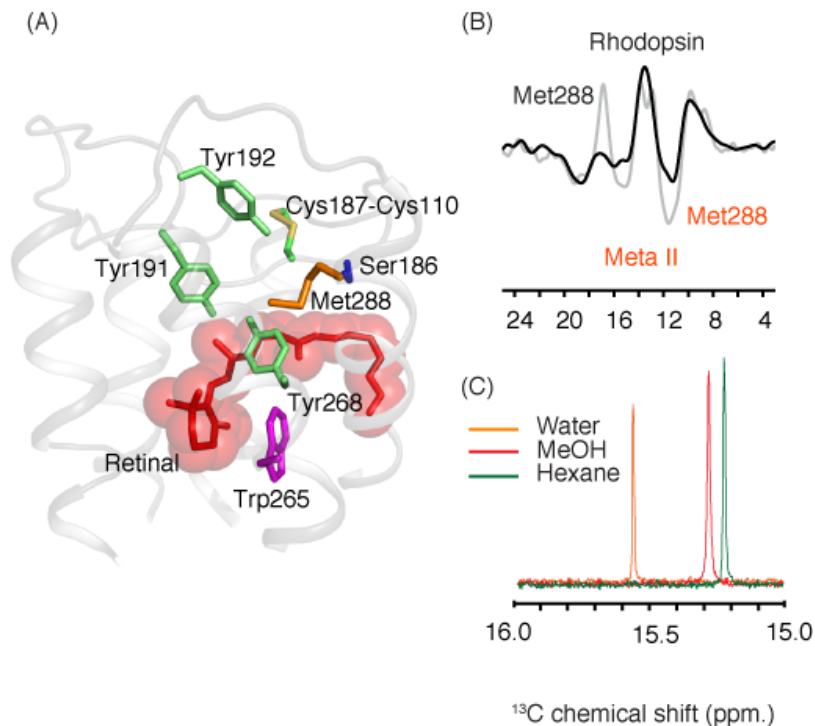 (A)
Tyr192
Cys187-Cys110
Tyr191
Ser186
Met288
Tyr268
Retinal
Trp265
(B)
Rhodopsin
Met288
Met288
Meta II
24 20 16 12 8 4
(C)
Water
MeOH
Hexane
16.0 15.5 15.0
¹³C chemical shift (ppm.)